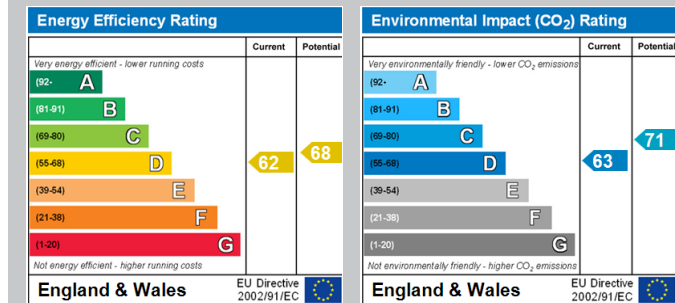 Energy Efficiency Rating
Current Potential
Very energy efficient - lower running costs
(92- A
(81-91) B
(69-80) C
(55-68) D
(39-54) E
(21-38) F
(1-20) G
62
68
Not energy efficient - higher running costs
England & Wales
EU Directive
2002/91/EC
Environmental Impact (CO2) Rating
Current Potential
Very environmentally friendly - lower CO2 emissions
(92- A
(81-91) B
(69-80) C
(55-68) D
(39-54) E
(21-38) F
(1-20) G
63
71
Not environmentally friendly - higher CO2 emissions
England & Wales
EU Directive
2002/91/EC